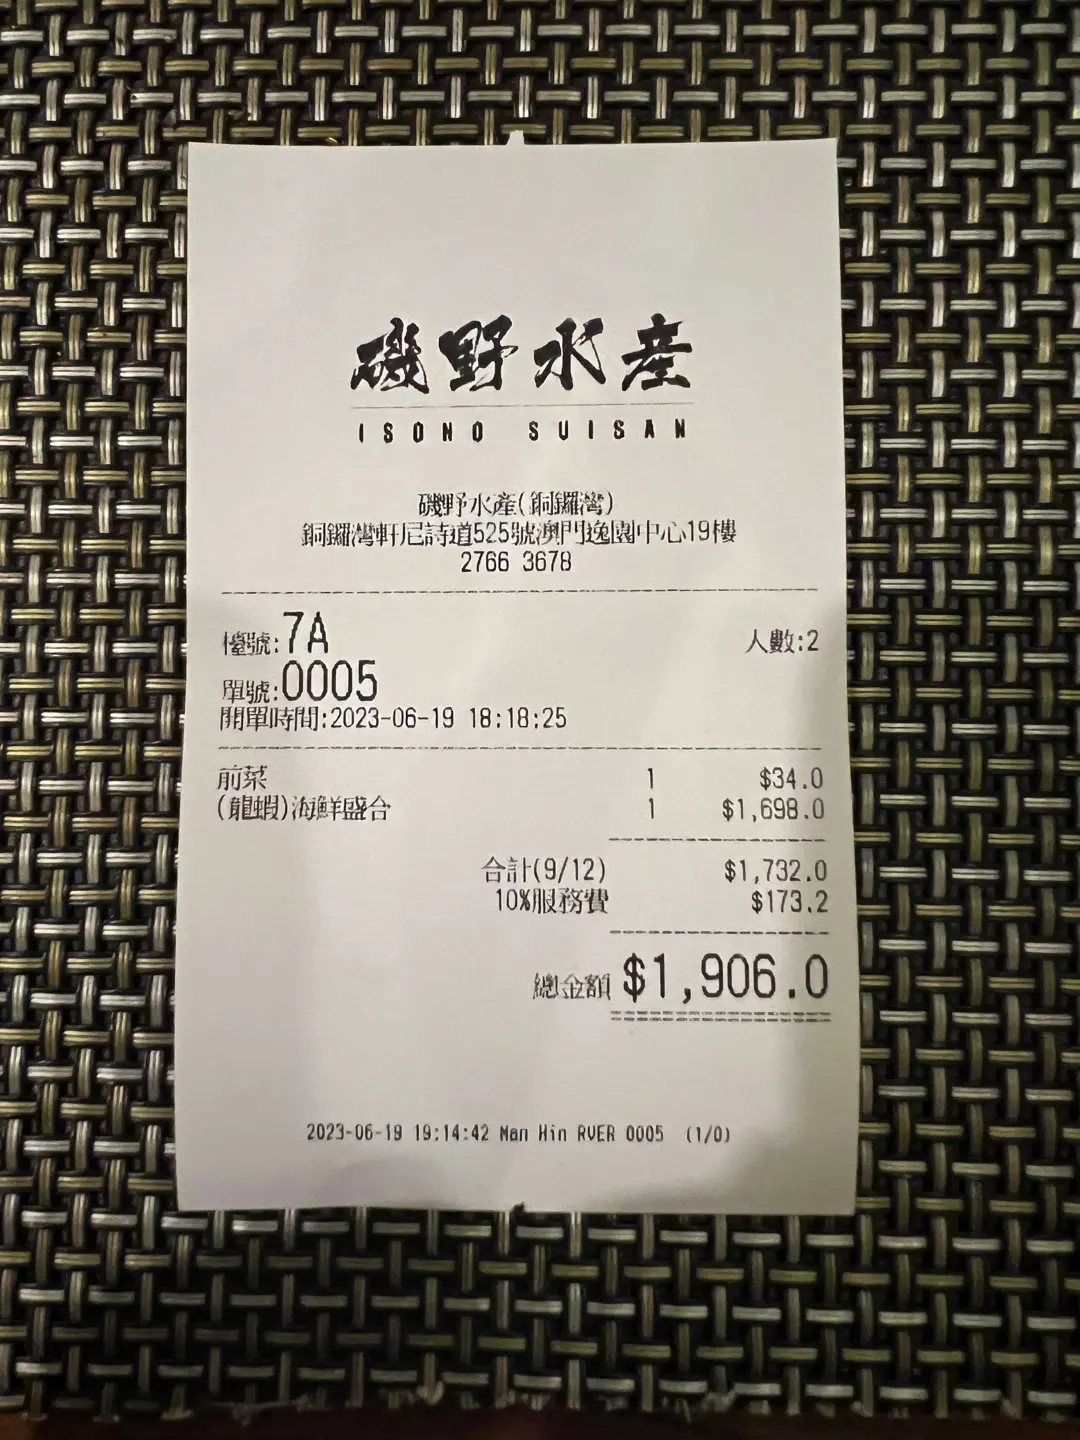 磯野水產
ISONO SUISAN
磯野水產(銅鑼灣)
銅鑼灣軒尼詩道525號澳門逸園中心19樓
2766 3678
檯號:7A 人數:2
單號:0005
開單時間:2023-06-19 18:18:25
前菜 1 $34.0
(龍蝦)海鮮盛合 1 $1,698.0
合計(9/12) $1,732.0
10%服務費 $173.2
總金額 $1,906.0
2023-06-19 19:14:42 Man Hin RVER 0005 (1/0)